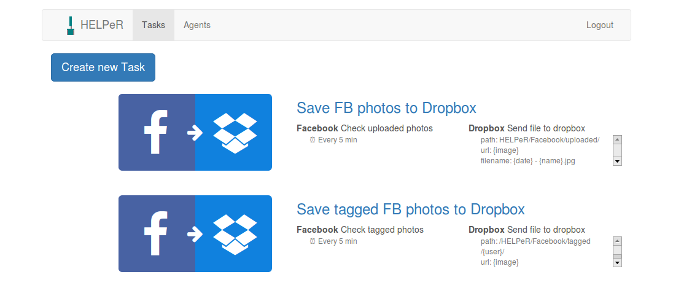 HELPeR Tasks Agents Logout
Create new Task
Save FB photos to Dropbox
Facebook Check uploaded photos
Every 5 min
Dropbox Send file to dropbox
path: HELPeR/Facebook/uploaded/
url: {image}
filename: {date} - {name}.jpg
Save tagged FB photos to Dropbox
Facebook Check tagged photos
Every 5 min
Dropbox Send file to dropbox
path: /HELPeR/Facebook/tagged
/{user}/
url: {image}